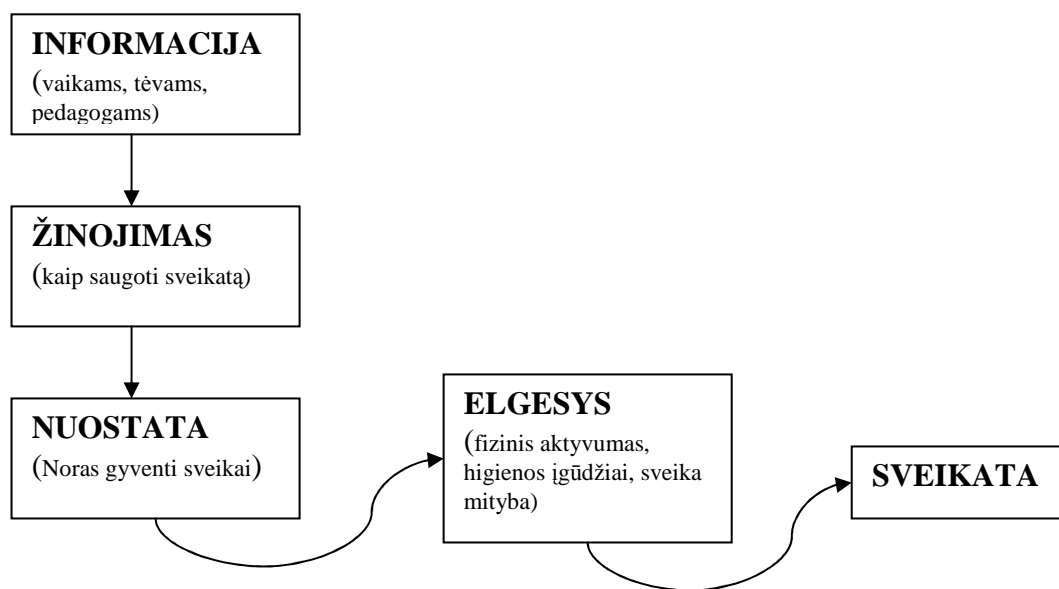 INFORMACIJA
(vaikams, tėvams,
pedagogams)
ŽINOJIMAS
(kaip saugoti sveikatą)
NUOSTATA
(Noras gyventi sveikai)
ELGESYS
(fizinis aktyvumas,
higienos įgūdžiai, sveika
mityba)
SVEIKATA